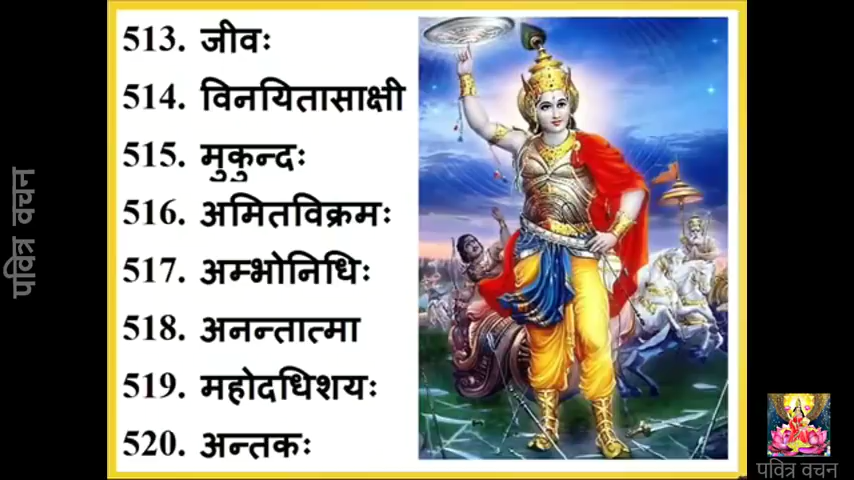 513. जीवः
514. विनयितासाक्षी
515. मुकुन्दः
516. अमितविक्रमः
517. अम्भोनिधिः
518. अनन्तात्मा
519. महोदधिशयः
520. अन्तकः
पवित्र वचन
पवित्र वचन